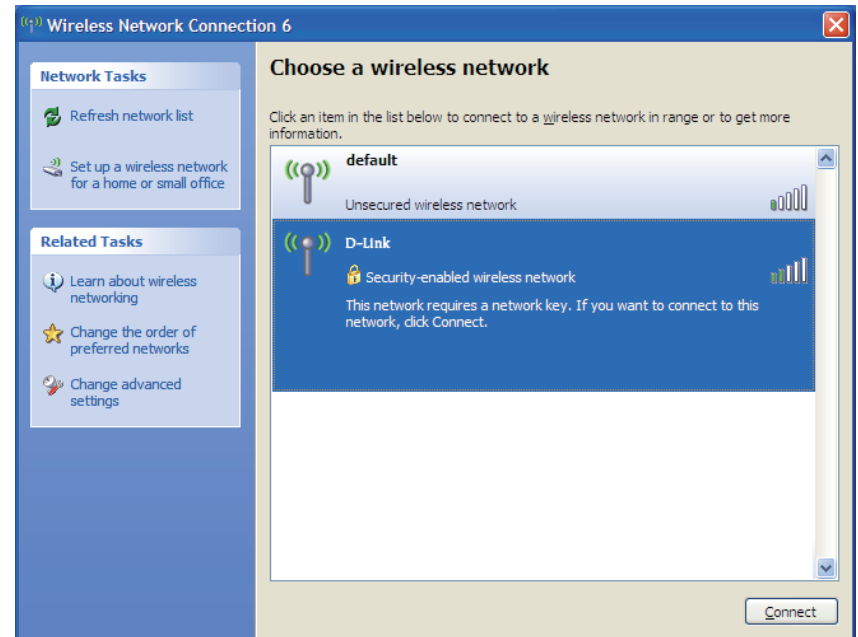 Wireless Network Connection 6
Network Tasks
Refresh network list
Set up a wireless network
for a home or small office
Related Tasks
Learn about wireless
networking
Change the order of
preferred networks
Change advanced
settings
Choose a wireless network
Click an item in the list below to connect to a wireless network in range or to get more
information.
default
Unsecured wireless network
D-Link
Security-enabled wireless network
This network requires a network key. If you want to connect to this
network, click Connect.
Connect